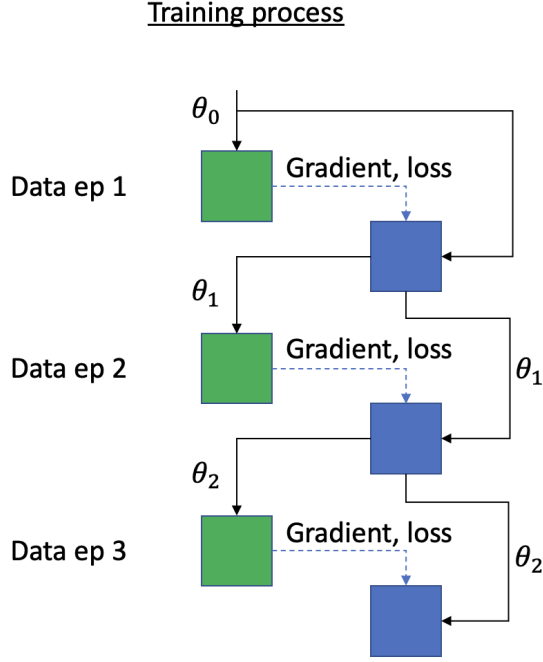 Training process
θ₀
Data ep 1
Gradient, loss
θ₁
Data ep 2
Gradient, loss
θ₁
θ₂
Data ep 3
Gradient, loss
θ₂